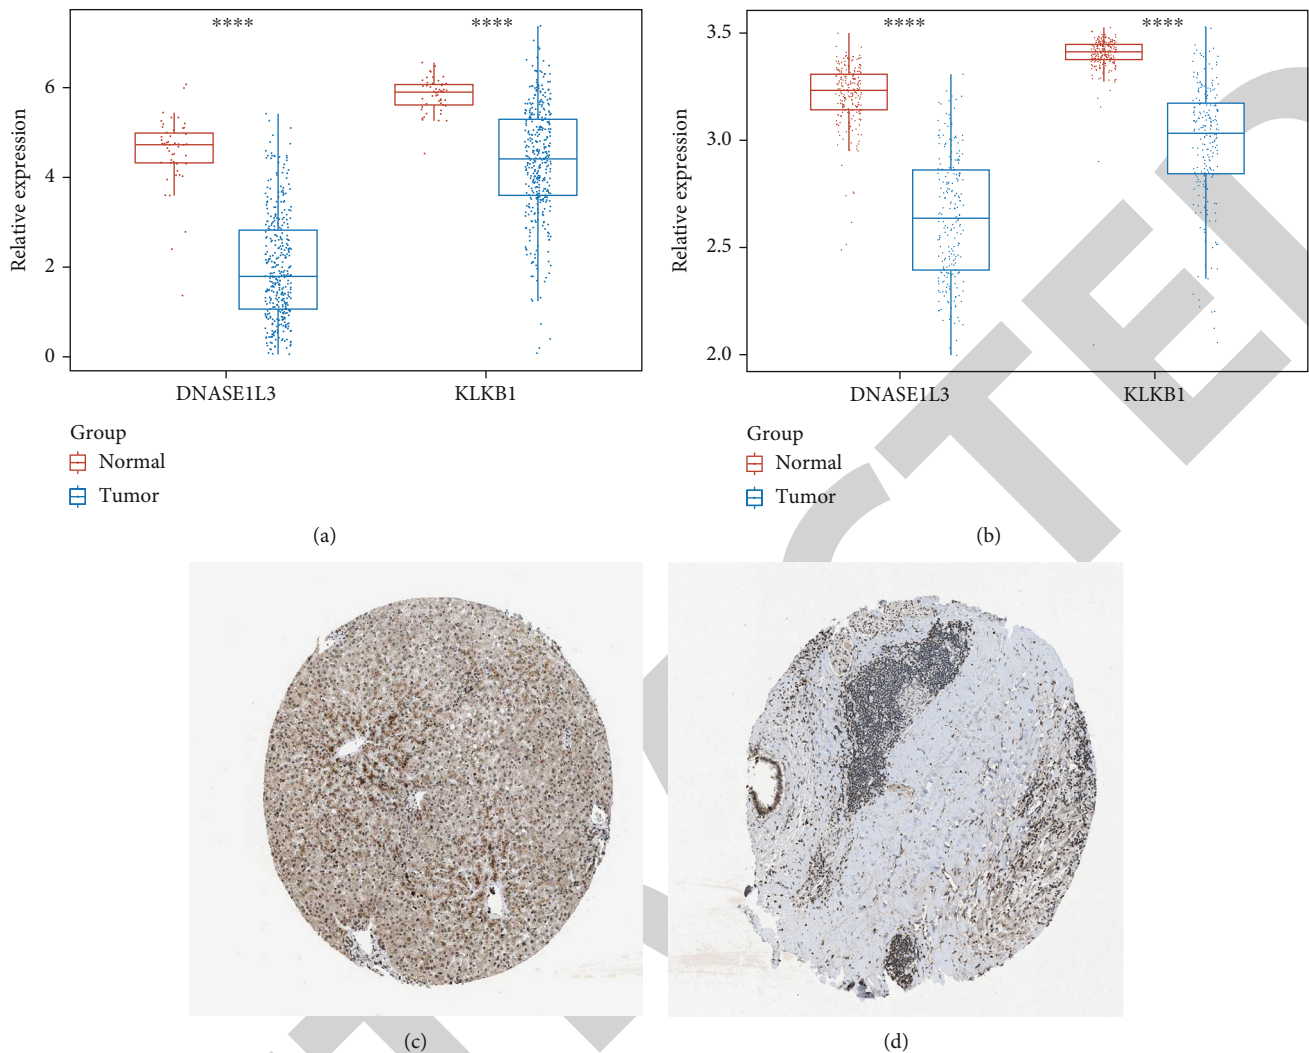 **** ****
Relative expression
6
4
2
0
DNASE1L3 KLKB1
Group
Normal
Tumor
(a)
**** ****
Relative expression
3.5
3.0
2.5
2.0
DNASE1L3 KLKB1
Group
Normal
Tumor
(b)
(c)
(d)